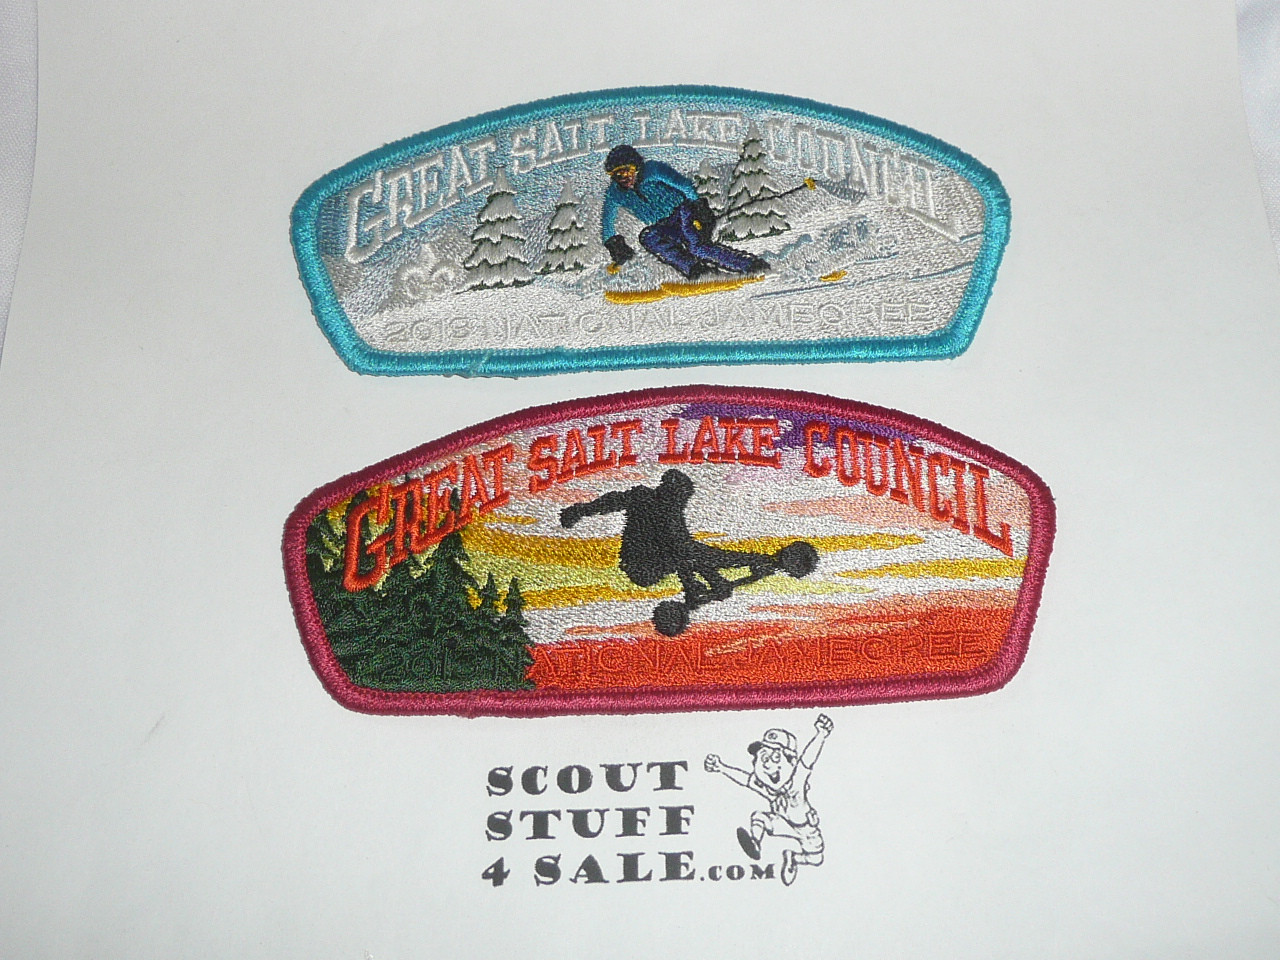 GREAT SALT LAKE COUNCIL
2013 NATIONAL JAMBOREE
GREAT SALT LAKE COUNCIL
2013 NATIONAL JAMBOREE
SCOUT
STUFF
4 SALE.COM